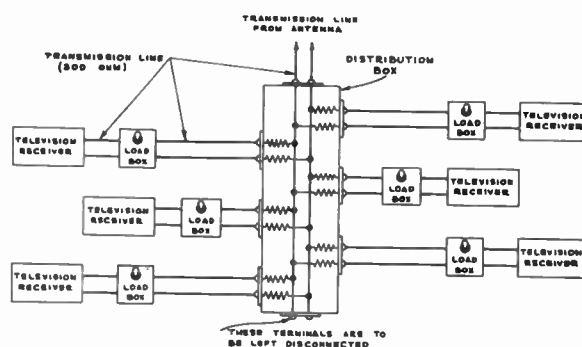 TRANSMISSION LINE
FROM ANTENNA
TRANSMISSION LINE
(300 OHM)
DISTRIBUTION
BOX
TELEVISION
RECEIVER
LOAD
BOX
LOAD
BOX
TELEVISION
RECEIVER
TELEVISION
RECEIVER
LOAD
BOX
LOAD
BOX
TELEVISION
RECEIVER
TELEVISION
RECEIVER
LOAD
BOX
LOAD
BOX
TELEVISION
RECEIVER
THESE TERMINALS ARE TO
BE LEFT DISCONNECTED